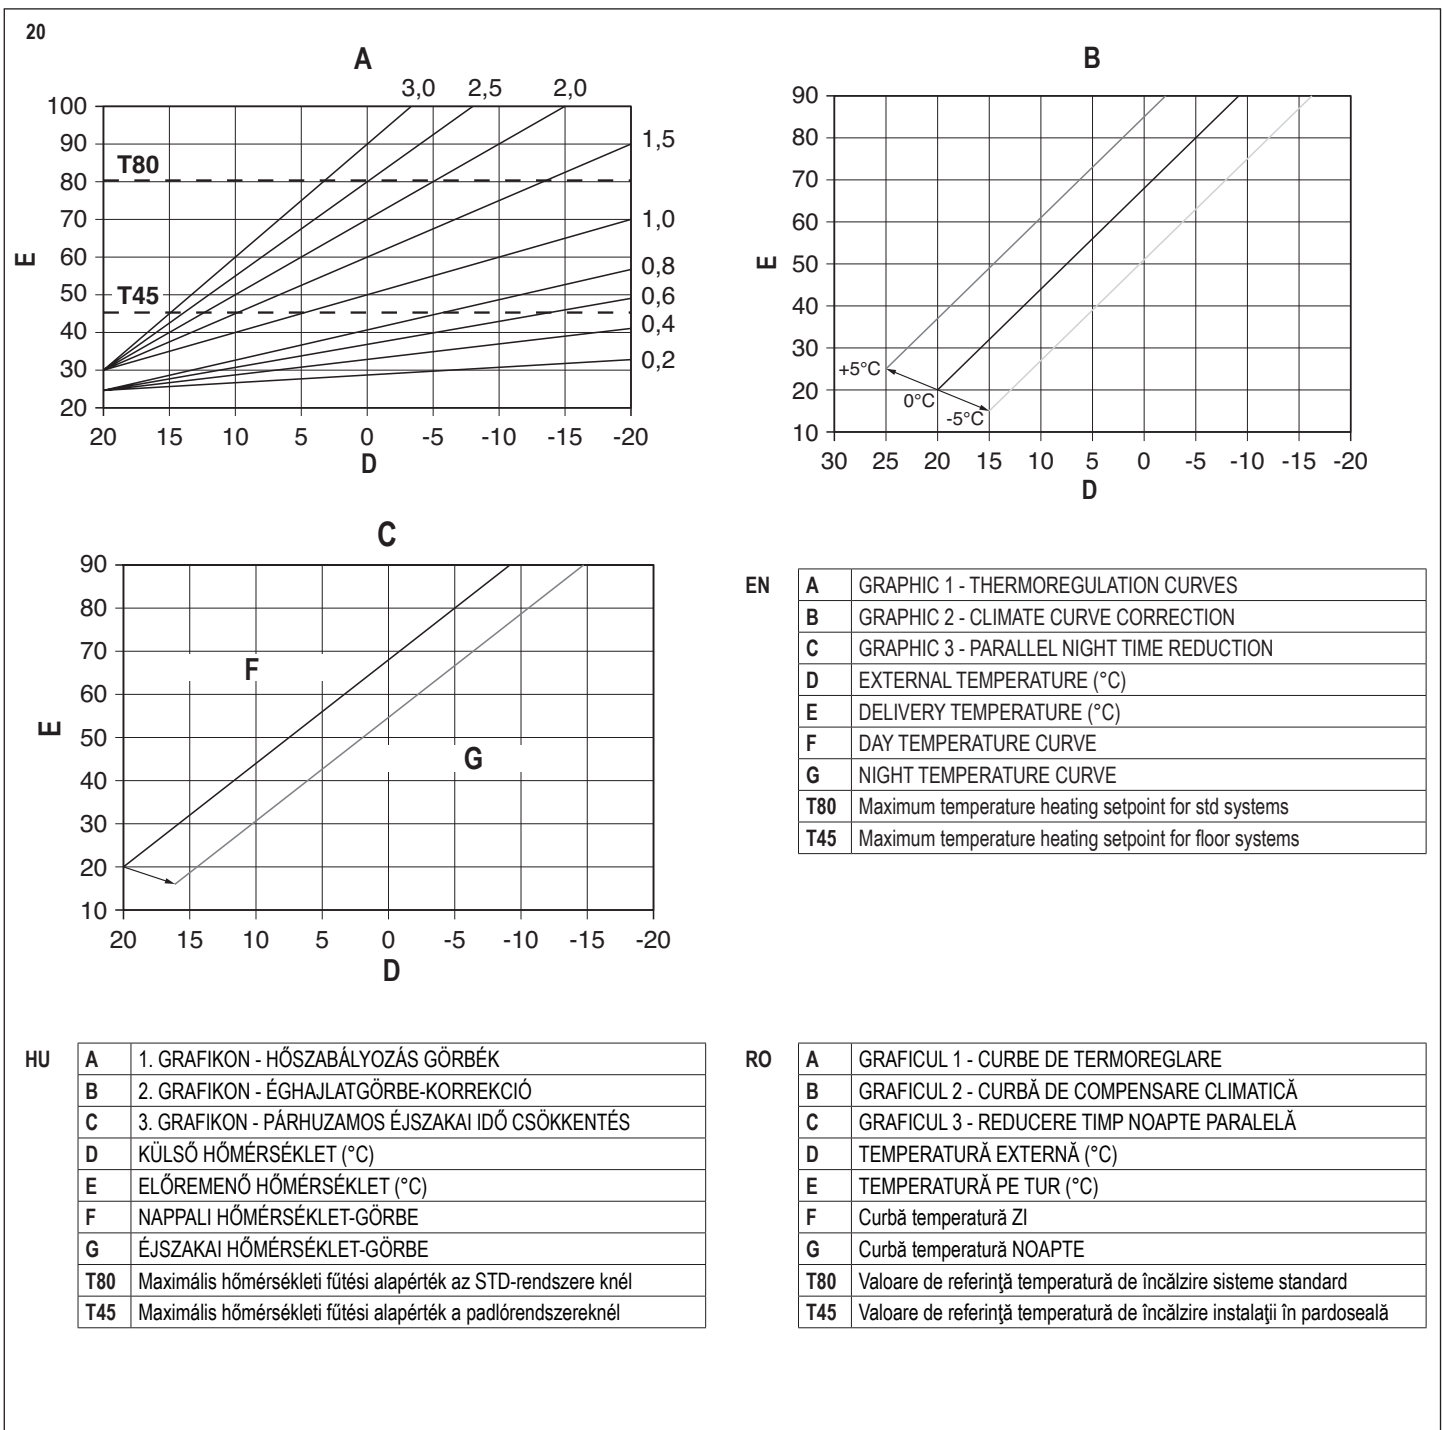 20
A
3,0 2,5 2,0
100
90
80
70
60
50
40
30
20
T80
T45
1,5
1,0
0,8
0,6
0,4
0,2
E
20 15 10 5 0 -5 -10 -15 -20
D
B
90
80
70
60
50
40
30
20
10
E
+5°C
0°C
-5°C
30 25 20 15 10 5 0 -5 -10 -15 -20
D
C
90
80
70
60
50
40
30
20
10
E
F
G
20 15 10 5 0 -5 -10 -15 -20
D
EN
A GRAPHIC 1 - THERMOREGULATION CURVES
B GRAPHIC 2 - CLIMATE CURVE CORRECTION
C GRAPHIC 3 - PARALLEL NIGHT TIME REDUCTION
D EXTERNAL TEMPERATURE (°C)
E DELIVERY TEMPERATURE (°C)
F DAY TEMPERATURE CURVE
G NIGHT TEMPERATURE CURVE
T80 Maximum temperature heating setpoint for std systems
T45 Maximum temperature heating setpoint for floor systems
HU
A 1. GRAFIKON - HŐSZABÁLYOZÁS GÖRBÉK
B 2. GRAFIKON - ÉGHAJLATGÖRBE-KORREKCIÓ
C 3. GRAFIKON - PÁRHUZAMOS ÉJSZAKAI IDŐ CSÖKKENTÉS
D KÜLSŐ HŐMÉRSÉKLET (°C)
E ELŐREMENŐ HŐMÉRSÉKLET (°C)
F NAPPALI HŐMÉRSÉKLET-GÖRBE
G ÉJSZAKAI HŐMÉRSÉKLET-GÖRBE
T80 Maximális hőmérsékleti fűtési alapérték az STD-rendszere knél
T45 Maximális hőmérsékleti fűtési alapérték a padlórendszereknél
RO
A GRAFICUL 1 - CURBE DE TERMOREGLARE
B GRAFICUL 2 - CURBĂ DE COMPENSARE CLIMATICĂ
C GRAFICUL 3 - REDUCERE TIMP NOAPTE PARALELĂ
D TEMPERATURĂ EXTERNĂ (°C)
E TEMPERATURĂ PE TUR (°C)
F Curbă temperatură ZI
G Curbă temperatură NOAPTE
T80 Valoare de referinţă temperatură de încălzire sisteme standard
T45 Valoare de referinţă temperatură de încălzire instalaţii în pardoseală